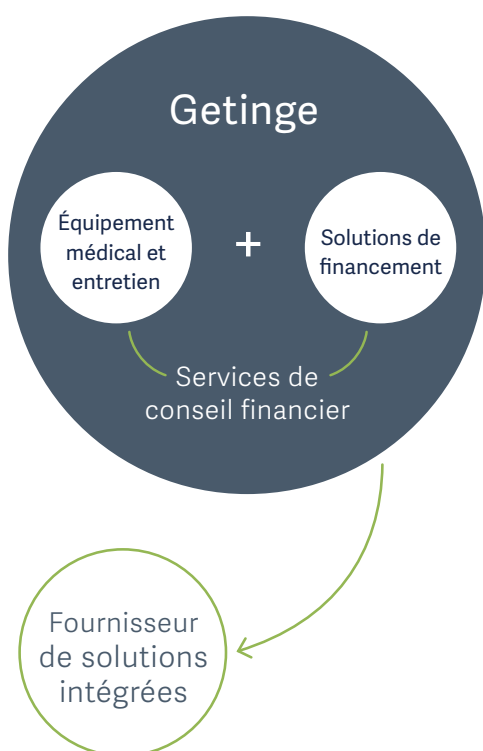 Getinge
Équipement
médical et
entretien
+
Solutions de
financement
Services de
conseil financier
Fournisseur
de solutions
intégrées